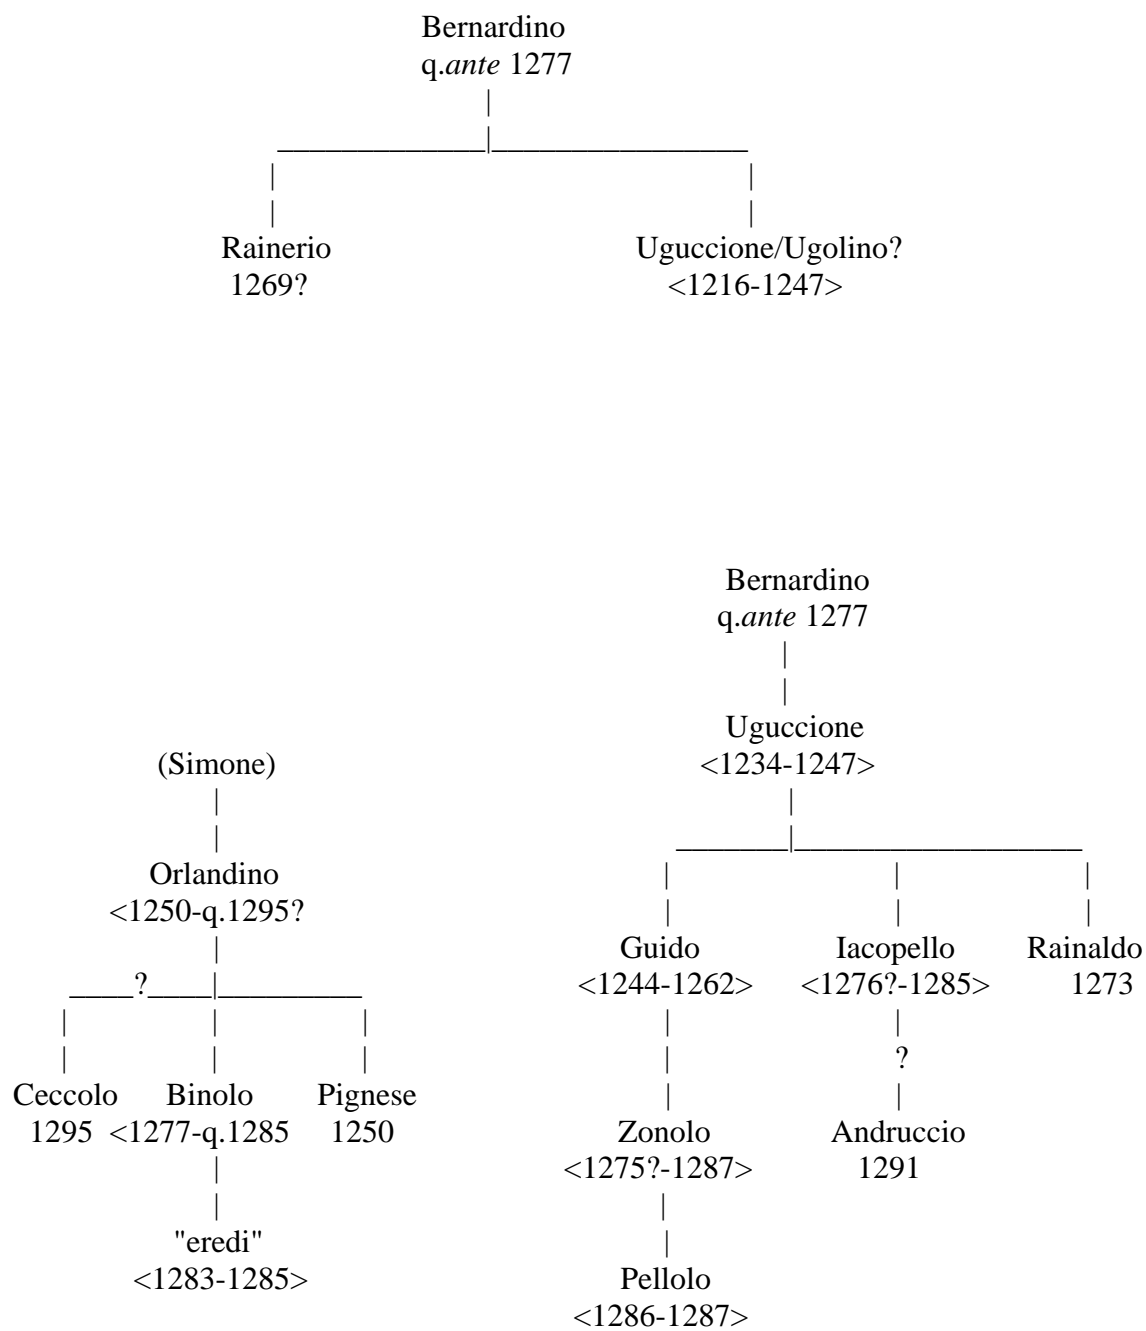 Bernardino
q.ante 1277
Rainerio
1269?
Uguccione/Ugolino?
<1216-1247>
Bernardino
q.ante 1277
Uguccione
<1234-1247>
(Simone)
Orlandino
<1250-q.1295?
?
Ceccolo Binolo Pignese
1295 <1277-q.1285 1250
"eredi"
<1283-1285>
Guido Iacopello Rainaldo
<1244-1262> <1276?-1285> 1273
?
Zonolo Andruccio
<1275?-1287> 1291
Pellolo
<1286-1287>